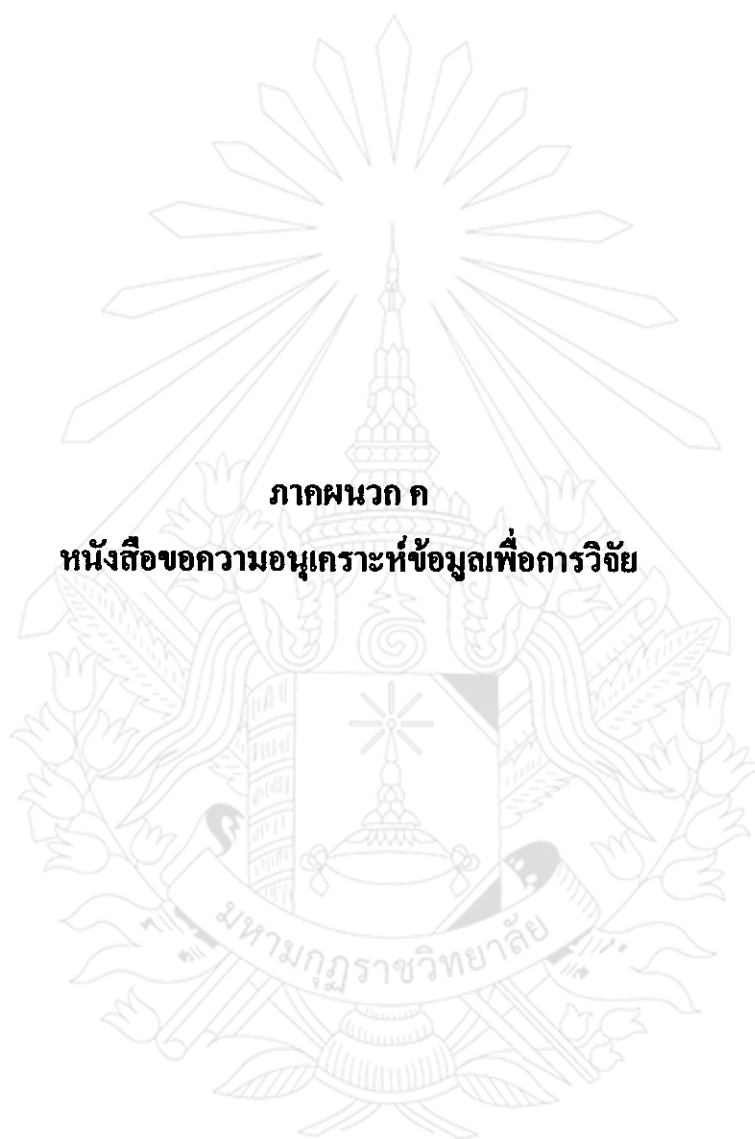 ภาคผนวก ค
หนังสือขอความอนุเคราะห์ข้อมูลเพื่อการวิจัย
มหามกุฏราชวิทยาลัย